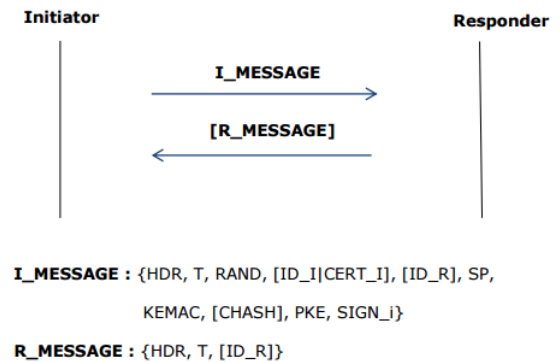 Initiator
Responder
I_MESSAGE
[R_MESSAGE]
I_MESSAGE : {HDR, T, RAND, [ID_I|CERT_I], [ID_R], SP,
KEMAC, [CHASH], PKE, SIGN_i}
R_MESSAGE : {HDR, T, [ID_R]}